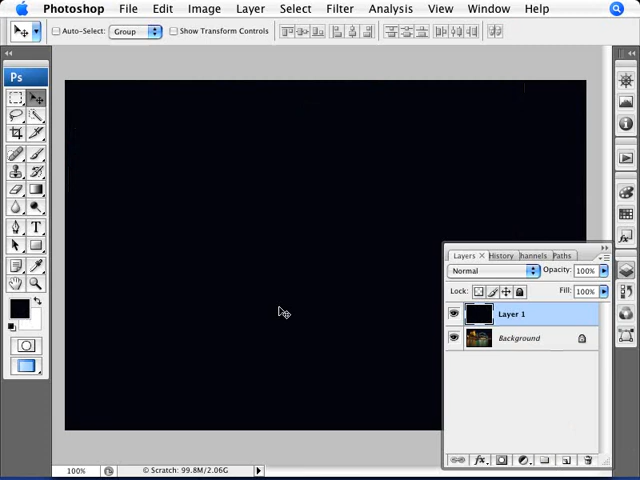 Photoshop File Edit Image Layer Select Filter Analysis View Window Help
Auto-Select: Group Show Transform Controls
Ps
Layers × History hannels Paths
Normal Opacity: 100%
Lock: Fill: 100%
Layer 1
Background
T
100% Scratch: 99.8M/2.06G